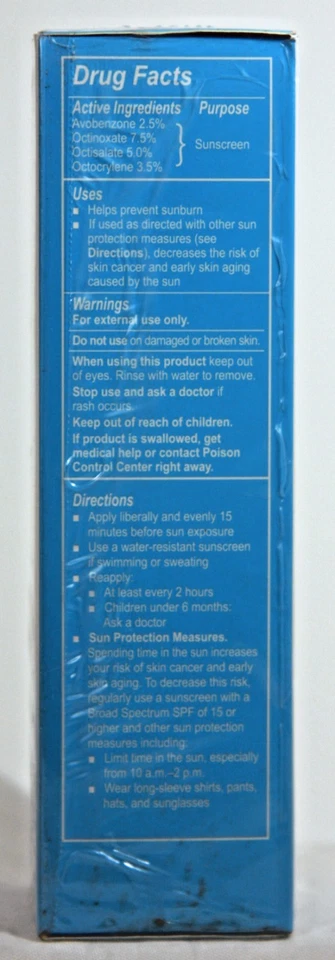 Drug Facts
Active Ingredients Purpose
Avobenzone 2.5%
Octinoxate 7.5%
Octisalate 5.0%
Octocrylene 3.5%
Sunscreen
Uses
■ Helps prevent sunburn
■ If used as directed with other sun
protection measures (see
Directions), decreases the risk of
skin cancer and early skin aging
caused by the sun
Warnings
For external use only.
Do not use on damaged or broken skin.
When using this product keep out
of eyes. Rinse with water to remove.
Stop use and ask a doctor if
rash occurs.
Keep out of reach of children.
If product is swallowed, get
medical help or contact Poison
Control Center right away.
Directions
■ Apply liberally and evenly 15
minutes before sun exposure
■ Use a water-resistant sunscreen
if swimming or sweating
■ Reapply:
■ At least every 2 hours
■ Children under 6 months:
Ask a doctor
■ Sun Protection Measures.
Spending time in the sun increases
your risk of skin cancer and early
skin aging. To decrease this risk,
regularly use a sunscreen with a
Broad Spectrum SPF of 15 or
higher and other sun protection
measures including:
■ Limit time in the sun, especially
from 10 a.m.–2 p.m.
■ Wear long-sleeve shirts, pants,
hats, and sunglasses